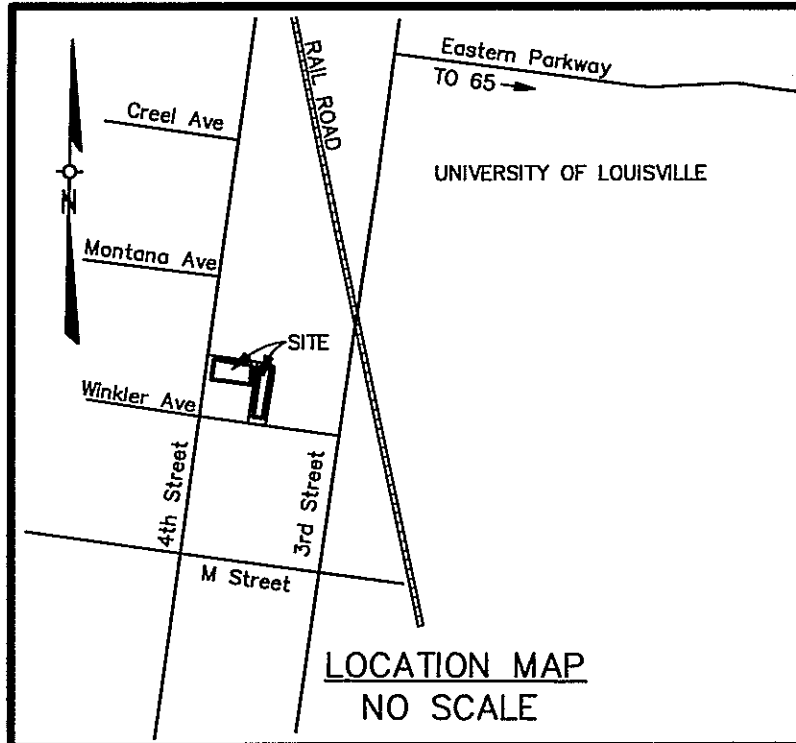 Eastern Parkway
TO 65
RAIL ROAD
Creel Ave
UNIVERSITY OF LOUISVILLE
N
Montana Ave
SITE
Winkler Ave
4th Street
3rd Street
M Street
LOCATION MAP
NO SCALE